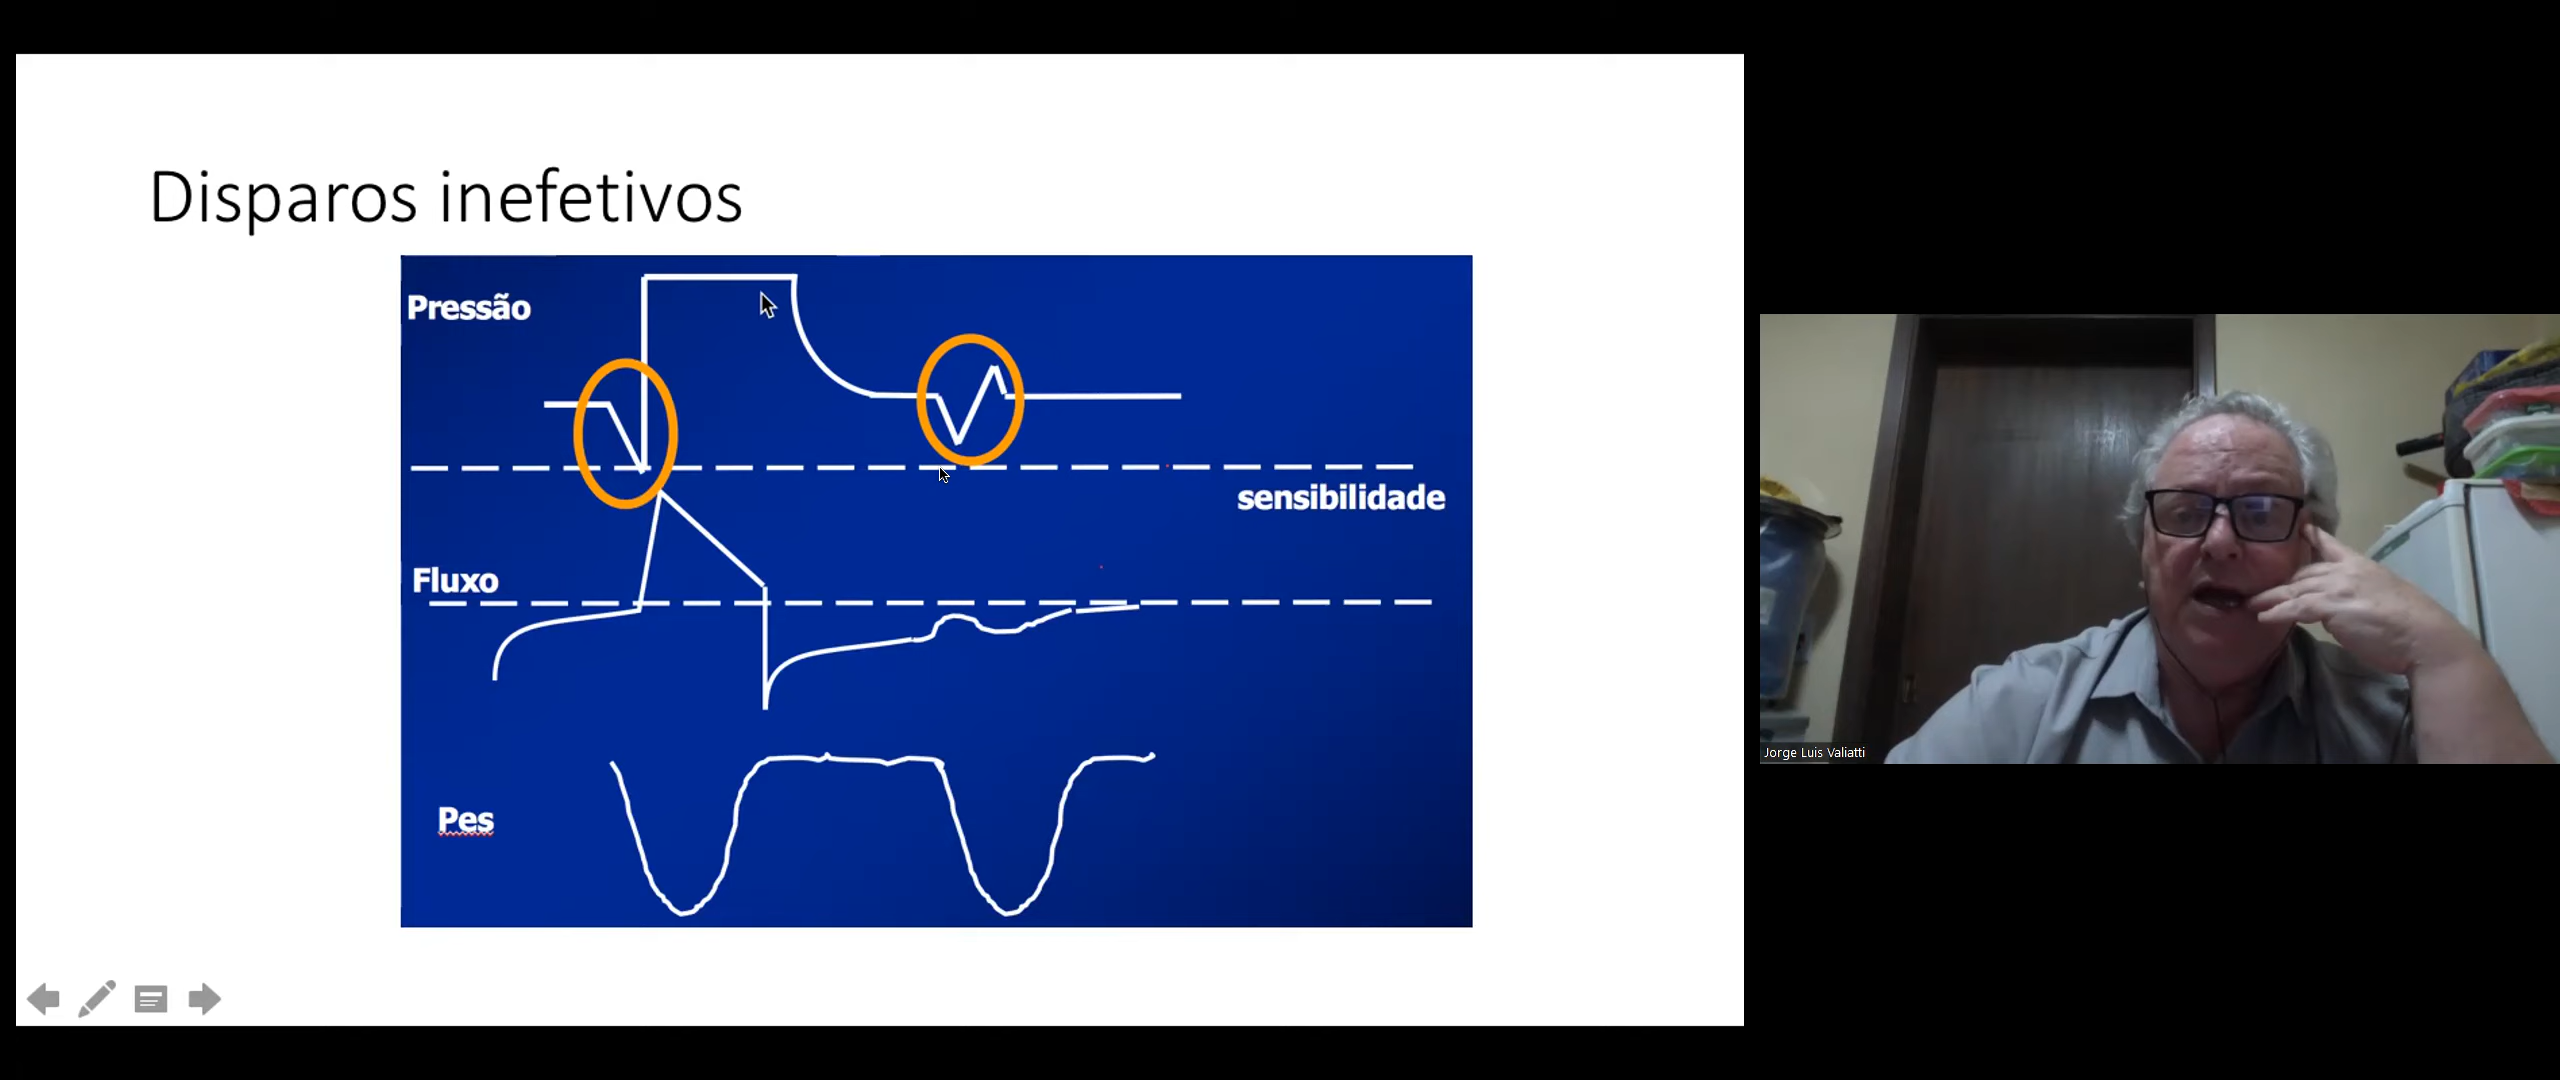 Disparos inefetivos
Pressão
sensibilidade
Fluxo
Pes
Jorge Luis Valiatti